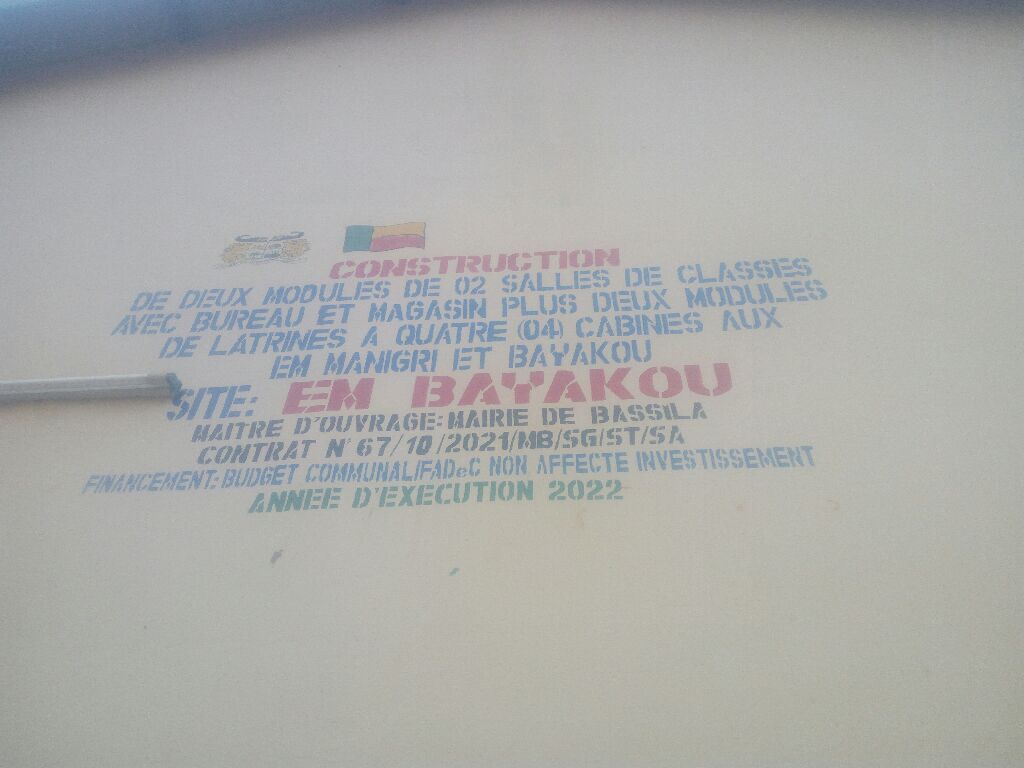 CONSTRUCTION
DE DEUX MODULES DE 02 SALLES DE CLASSES
AVEC BUREAU ET MAGASIN PLUS DEUX MODULES
DE LATRINES A QUATRE (04) CABINES AUX
EM MANIGRI ET BAYAKOU
SITE: EM BAYAKOU
MAITRE D'OUVRAGE: MAIRIE DE BASSILA
CONTRAT N° 67/10/2021/MB/SG/ST/SA
FINANCEMENT: BUDGET COMMUNAL/FADeC NON AFFECTE INVESTISSEMENT
ANNEE D'EXECUTION 2022